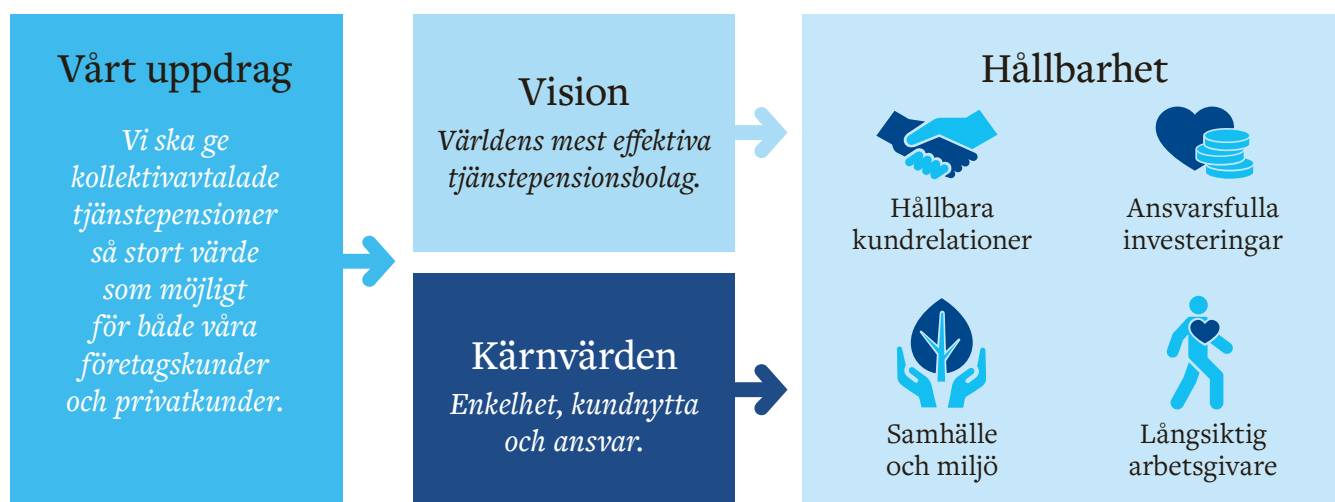 Vårt uppdrag
Vi ska ge
kollektivavtalade
tjänstepensioner
så stort värde
som möjligt
för både våra
företagskunder
och privatkunder.
Vision
Världens mest effektiva
tjänstepensionsbolag.
Kärnvärden
Enkelhet, kundnytta
och ansvar.
Hållbarhet
Hållbara
kundrelationer
Ansvarsfulla
investeringar
Samhälle
och miljö
Långsiktig
arbetsgivare